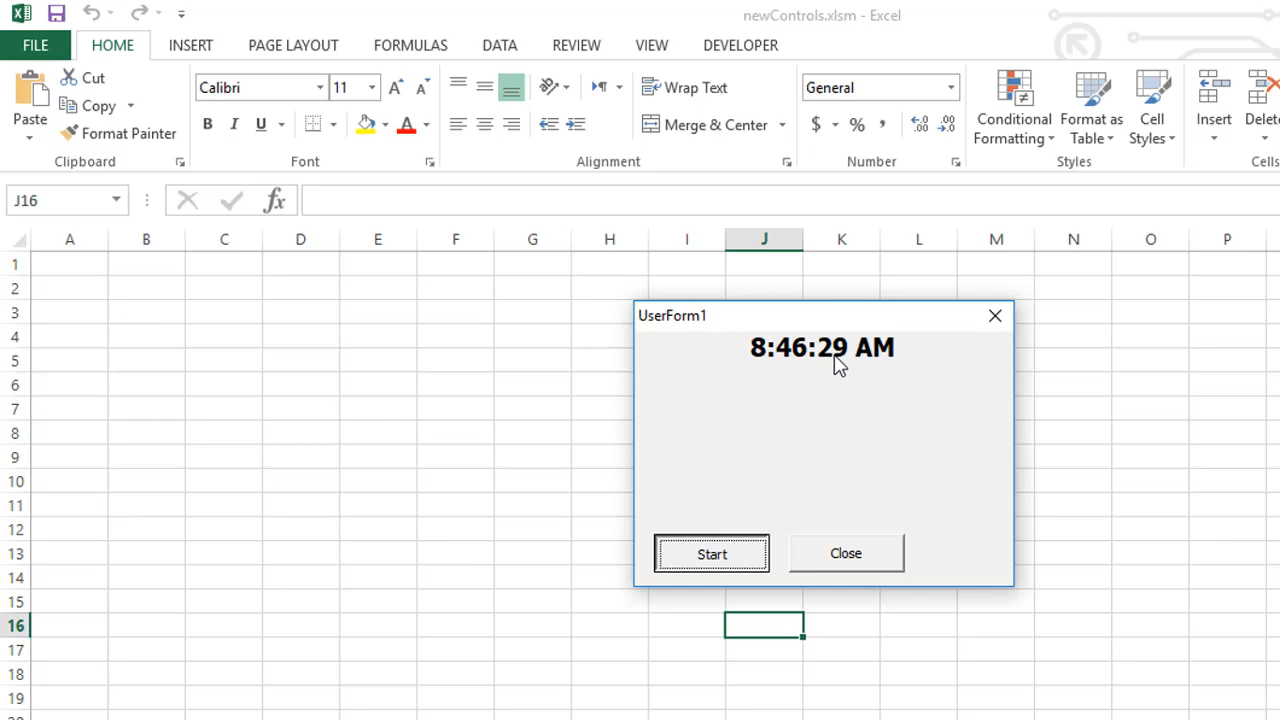 newControls.xlsm - Excel
FILE HOME INSERT PAGE LAYOUT FORMULAS DATA REVIEW VIEW DEVELOPER
Cut
Copy
Format Painter
Paste
Clipboard
Calibri 11
B I U
A
Font
Wrap Text
Merge & Center
Alignment
General
$ % , .00 .0
Number
Conditional Formatting
Format as Table
Cell Styles
Styles
Insert Delete
Cells
J16
fx
A B C D E F G H I J K L M N O P
1
2
3
4
5
6
7
8
9
10
11
12
13
14
15
16
17
18
19
UserForm1
8:46:29 AM
Start Close